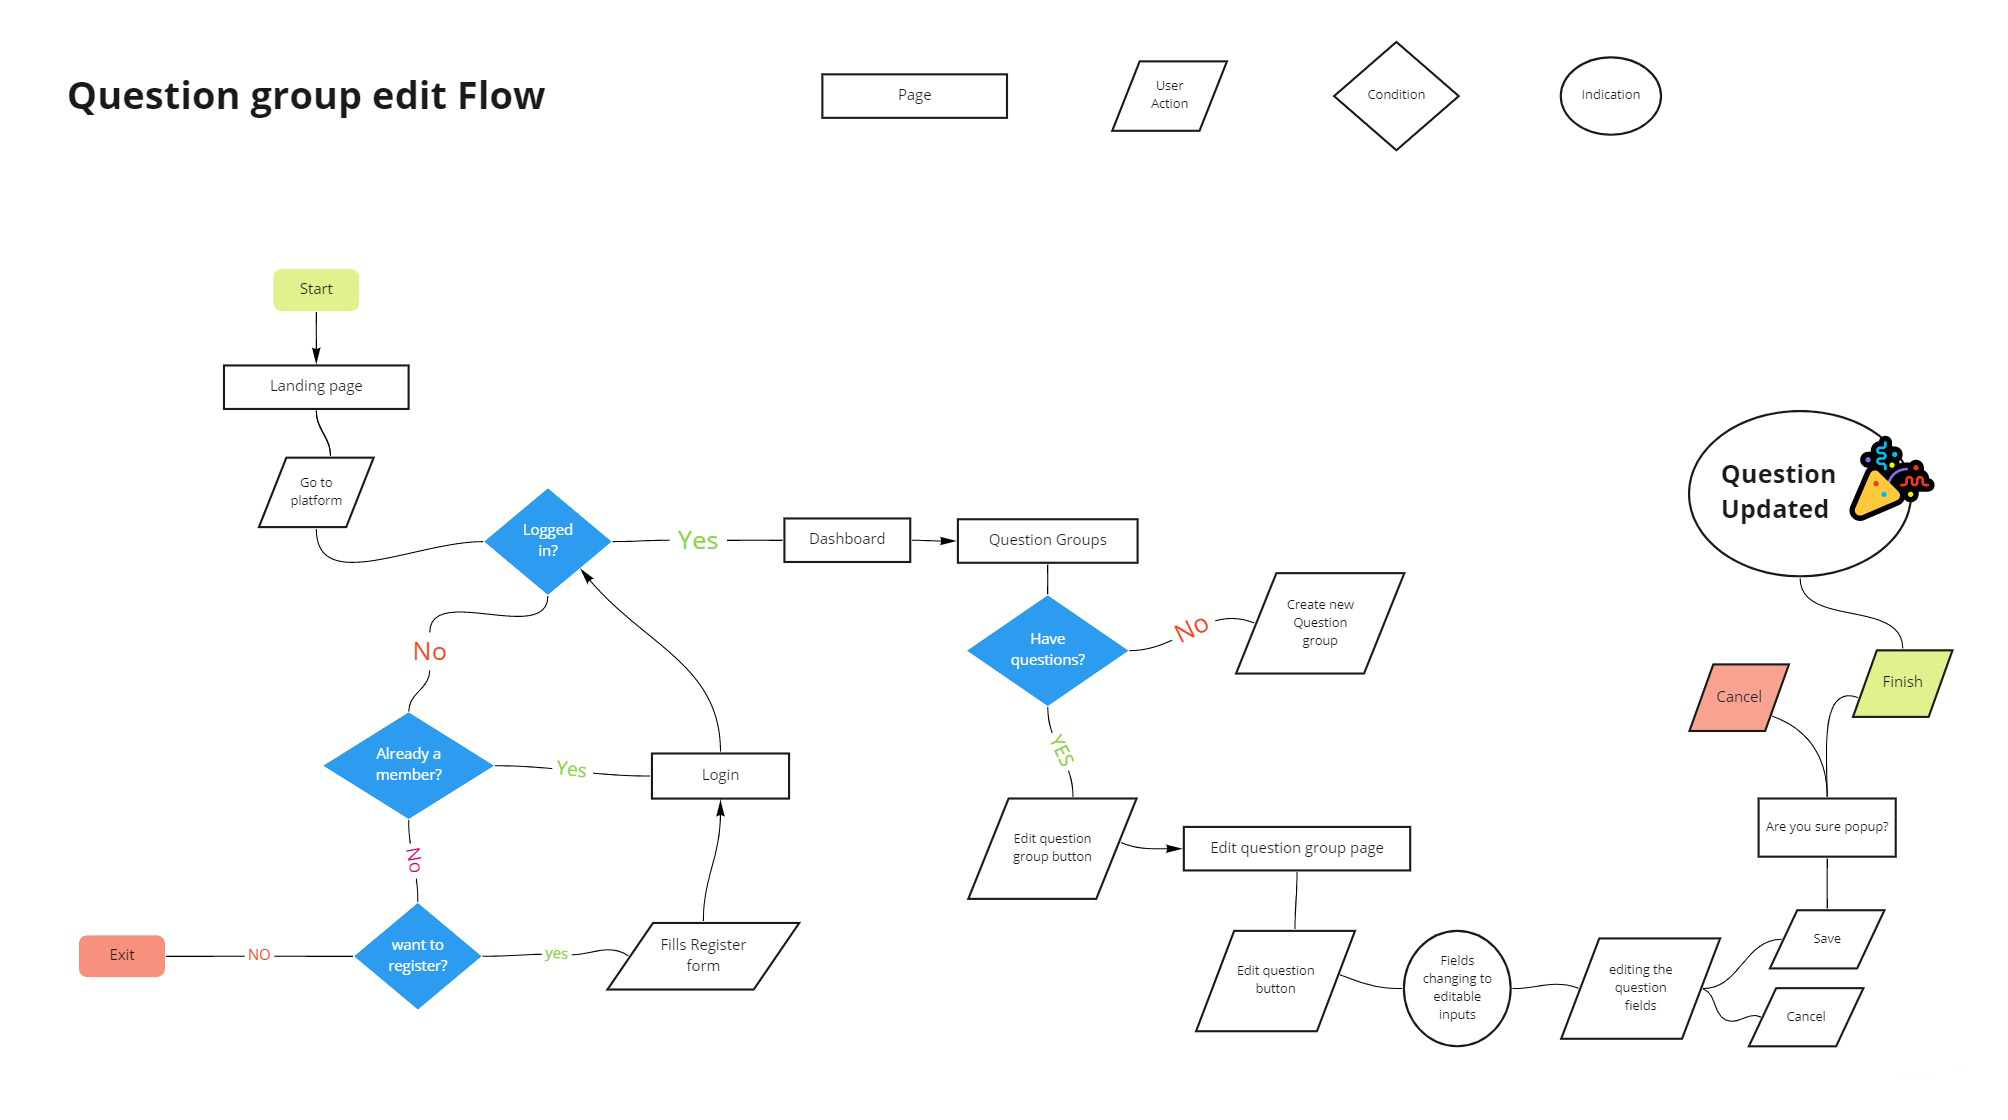 Question group edit Flow
Page
User
Action
Condition
Indication
Start
Landing page
Go to
platform
Logged
in?
Yes
Dashboard
Question Groups
No
Have
questions?
No
Create new
Question
group
Already a
member?
Yes
Login
No
want to
register?
NO
Exit
yes
Fills Register
form
YES
Edit question
group button
Edit question group page
Edit question
button
Fields
changing to
editable
inputs
editing the
question
fields
Save
Cancel
Are you sure popup?
Cancel
Finish
Question
Updated